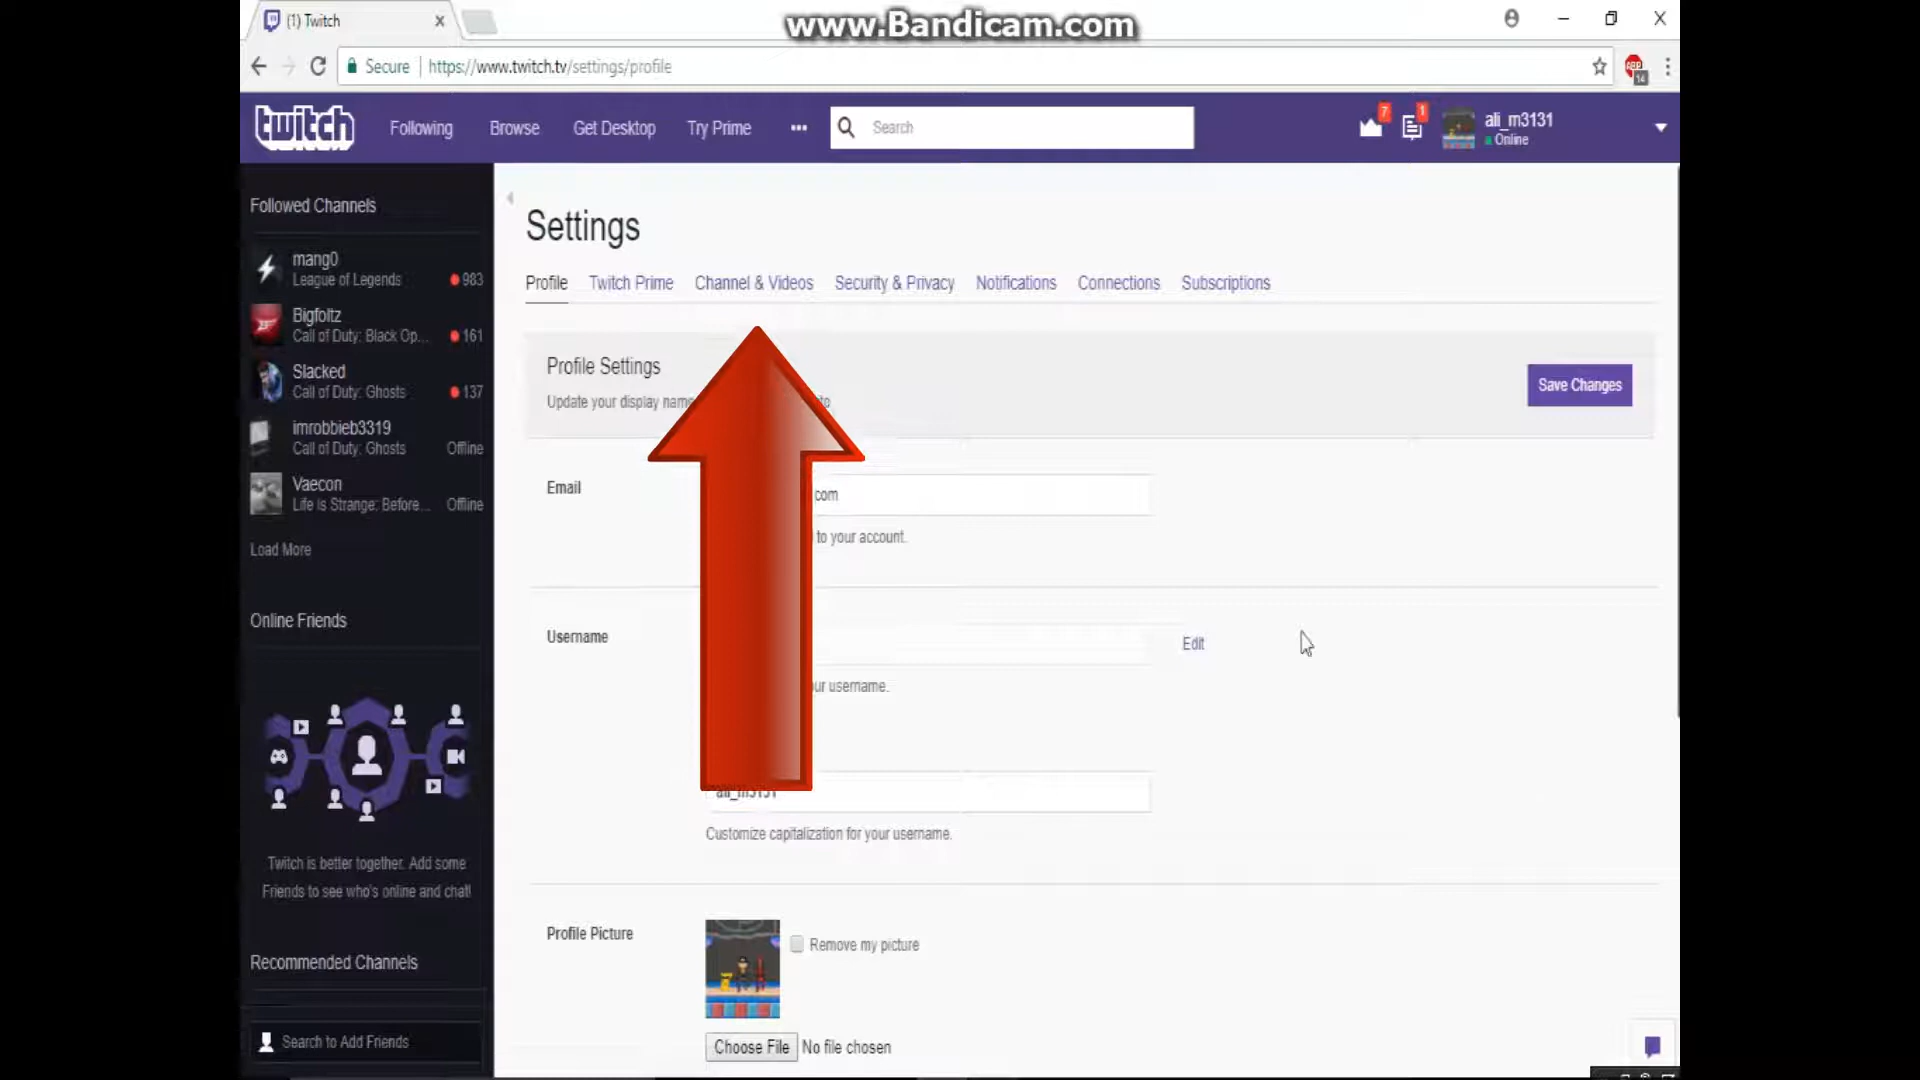 (1) Twitch
www.Bandicam.com
Secure https://www.twitch.tv/settings/profile
ABP
14
twitch
Following
Browse
Get Desktop
Try Prime
Search
7
1
ali_m3131
Online
Followed Channels
mang0
League of Legends 983
Bigfoltz
Call of Duty: Black Op... 161
Slacked
Call of Duty: Ghosts 137
imrobbieb3319
Call of Duty: Ghosts Offline
Vaecon
Life is Strange: Before... Offline
Load More
Online Friends
Twitch is better together. Add some
Friends to see who's online and chat!
Recommended Channels
Search to Add Friends
Settings
Profile
Twitch Prime
Channel & Videos
Security & Privacy
Notifications
Connections
Subscriptions
Profile Settings
Update your display name
Save Changes
Email
com
to your account.
Username
Edit
username.
ali_m3131
Customize capitalization for your username.
Profile Picture
Remove my picture
Choose File No file chosen